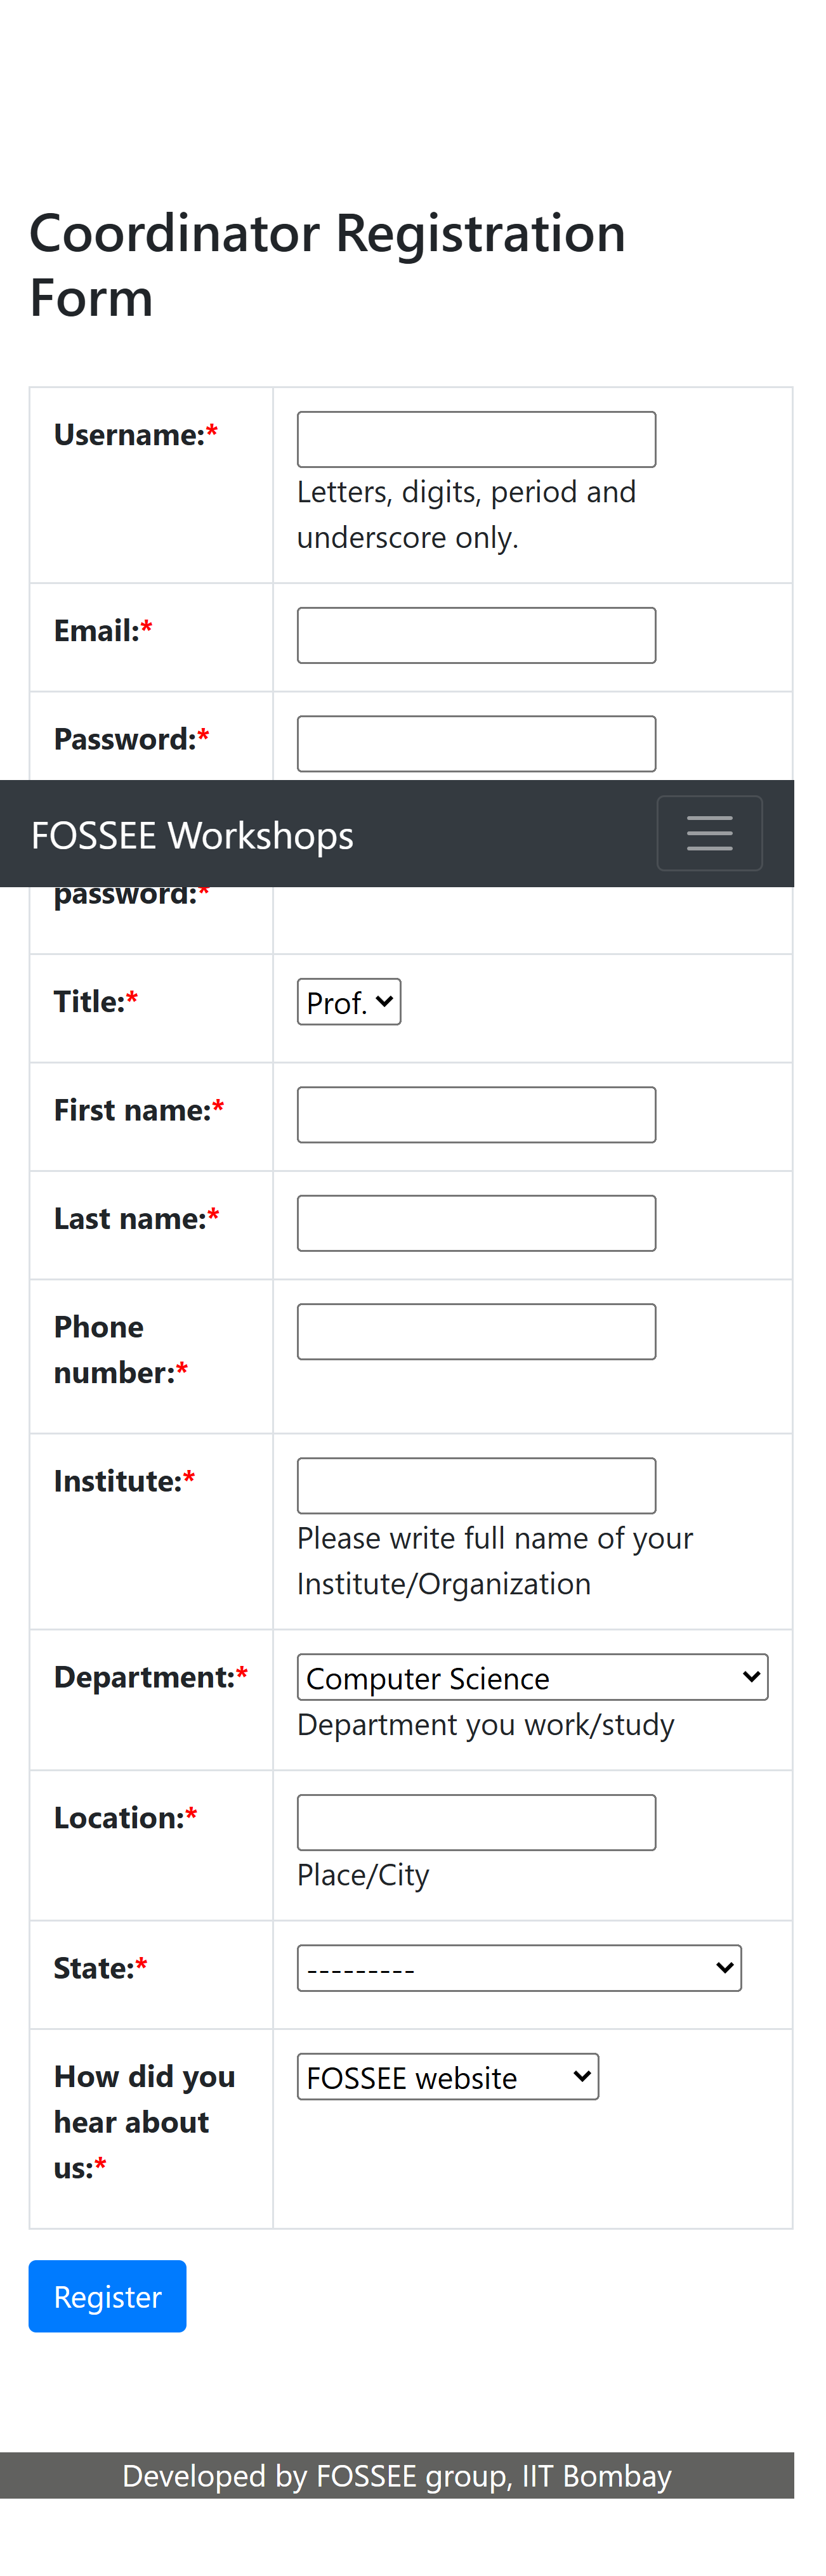 Coordinator Registration
Form
Username:*
Letters, digits, period and
underscore only.
Email:*
Password:*
FOSSEE Workshops
password:*
Title:*
Prof.
First name:*
Last name:*
Phone
number:*
Institute:*
Please write full name of your
Institute/Organization
Department:*
Computer Science
Department you work/study
Location:*
Place/City
State:*
---------
How did you
hear about
us:*
FOSSEE website
Register
Developed by FOSSEE group, IIT Bombay